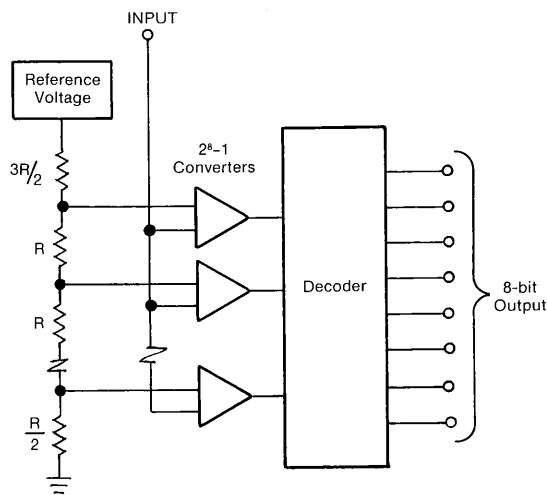 INPUT
Reference
Voltage
3R/2
2⁸-1
Converters
R
R
R
2
Decoder
8-bit
Output